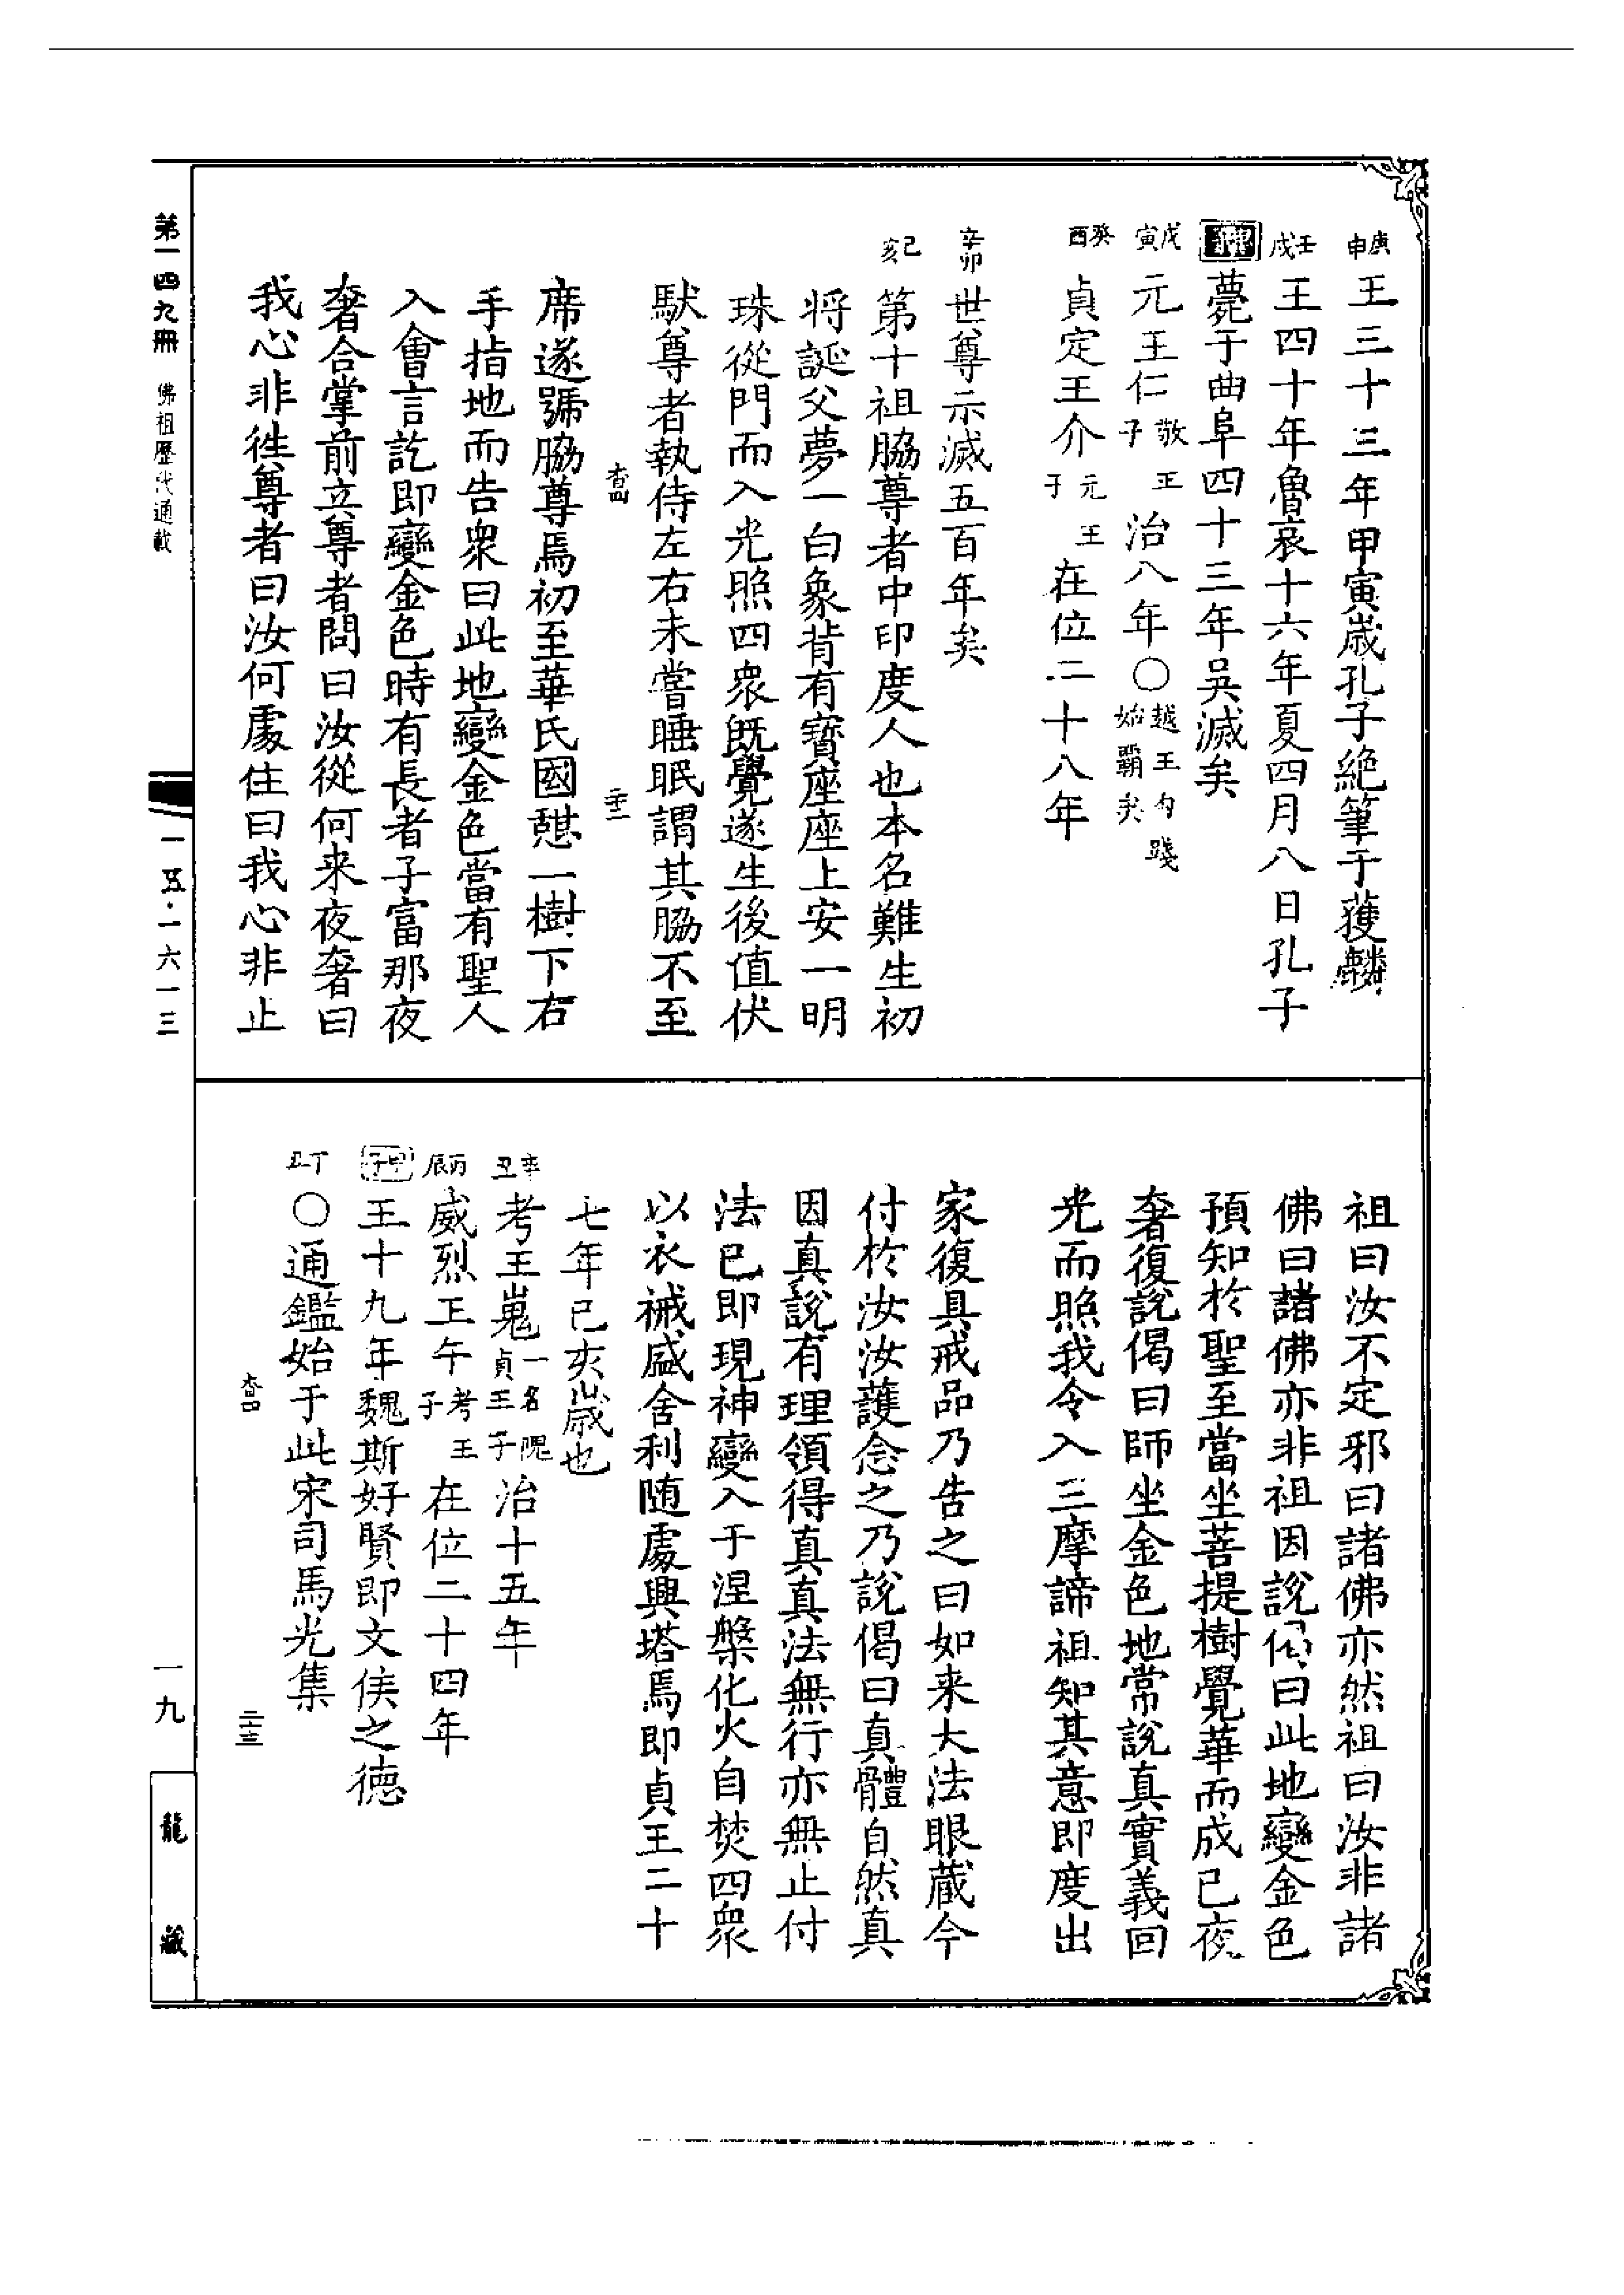 庚申 王三十三年甲寅歲孔子絶筆于獲麟
壬戌 王四十年魯哀十六年夏四月八日孔子
薨于曲阜四十三年吳滅矣
戊寅 元王仁敬王子治八年○越王句踐始霸矣
癸酉 貞定王介元王子在位二十八年
辛卯 世尊示滅五百年矣
己亥 第十祖脇尊者中印度人也本名難生初
將誕父夢一白象背有寶座座上安一明
珠從門而入光照四衆既覺遂生後值伏
馱尊者執侍左右未嘗睡眠謂其脇不至
席遂號脇尊焉初至華氏國憇一樹下右
手指地而告衆曰此地變金色當有聖人
入會言訖即變金色時有長者子富那夜
奢合掌前立尊者問曰汝從何来夜奢曰
我心非徃尊者曰汝何處住曰我心非止
祖曰汝不定邪曰諸佛亦然祖曰汝非諸
佛曰諸佛亦非祖因說偈曰此地變金色
預知於聖至當坐菩提樹覺華而成已夜
奢復說偈曰師坐金色地常說真實義回
光而照我令入三摩諦祖知其意即度出
家復具戒品乃告之曰如来大法眼藏今
付於汝汝護念之乃說偈曰真體自然真
因真說有理領得真真法無行亦無止付
法已即現神變入于涅槃化火自焚四衆
以衣裓盛舍利随處興塔焉即貞王二十
七年己亥歲也
辛丑 考王嵬一名隗貞王子治十五年
丙辰 威烈王午考王子在位二十四年
甲子 王十九年魏斯好賢即文侯之德
丁丑 ○通鑑始于此宋司馬光集
二十三
第一四九冊 佛祖歷代通載
一五·一六一三
一九
龍藏